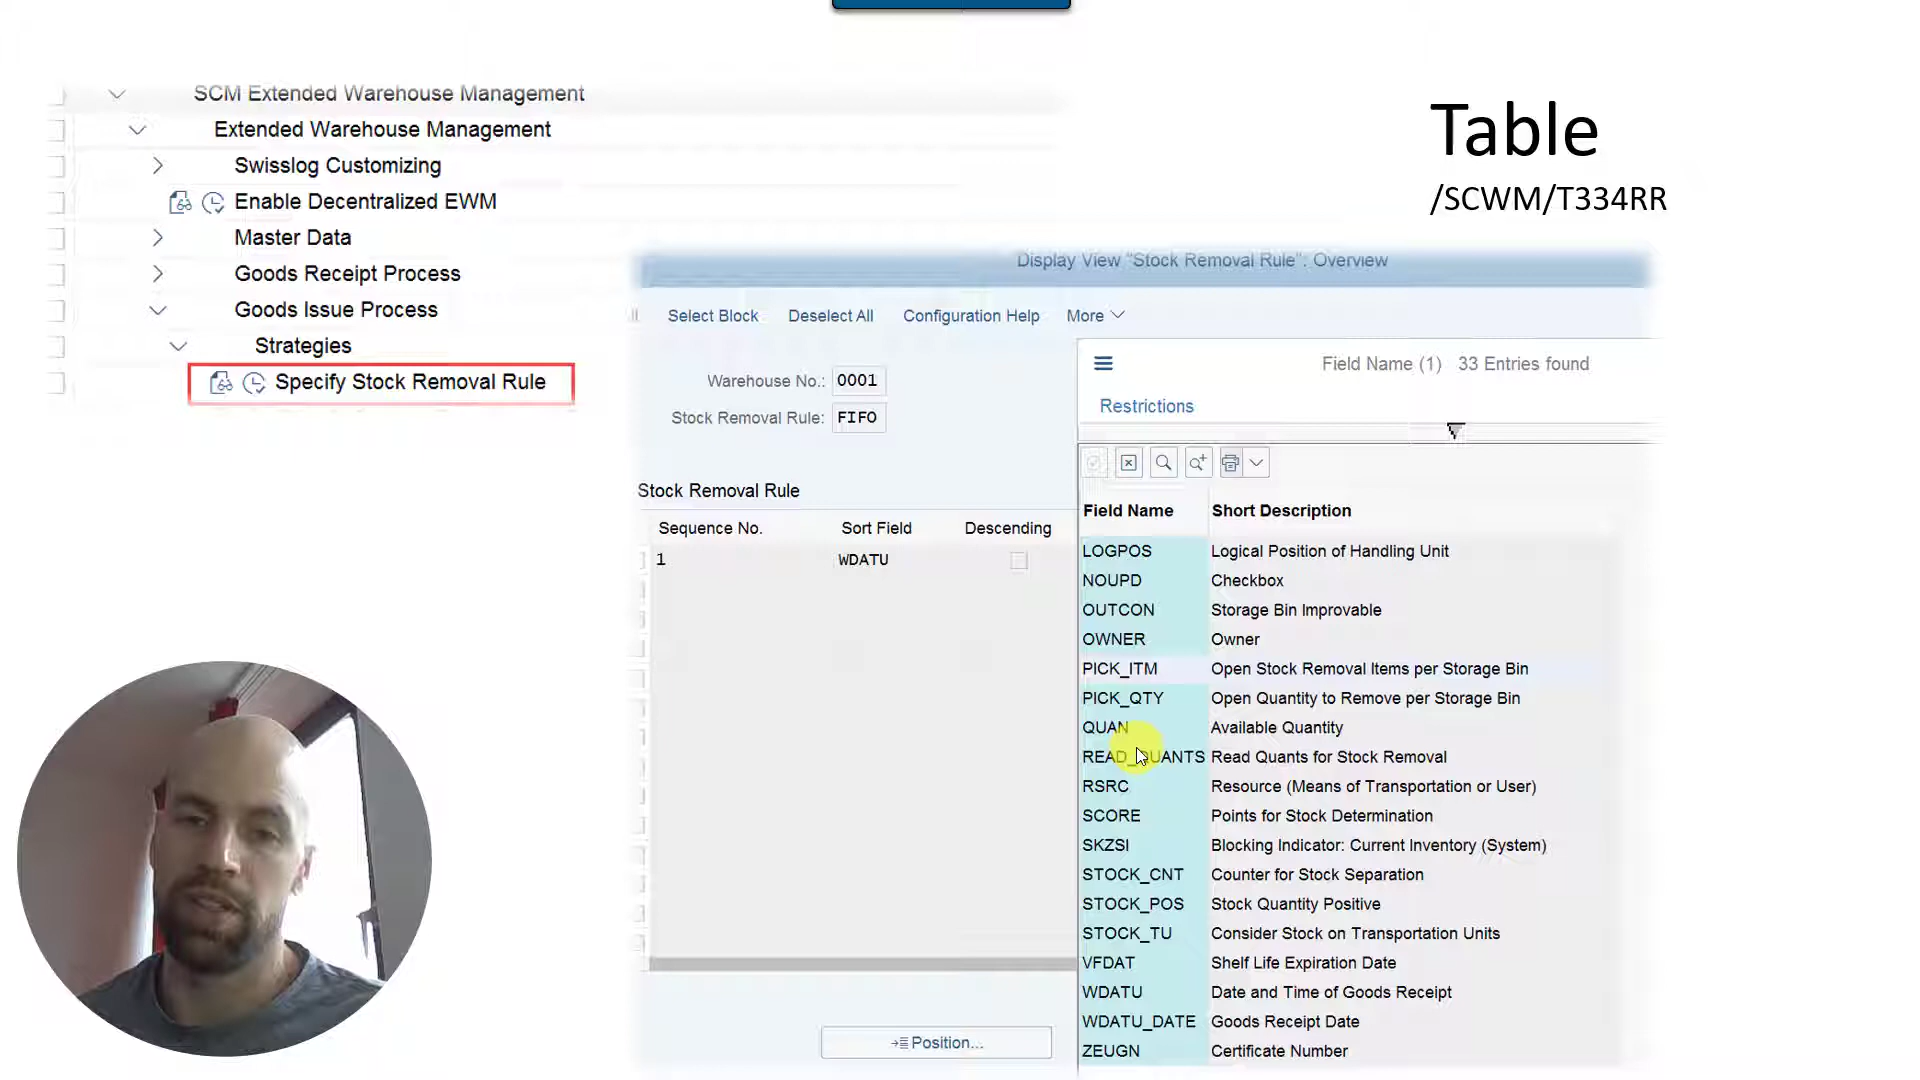 SCM Extended Warehouse Management
Extended Warehouse Management
Swisslog Customizing
Enable Decentralized EWM
Master Data
Goods Receipt Process
Goods Issue Process
Strategies
Specify Stock Removal Rule
Table
/SCWM/T334RR
Display View "Stock Removal Rule": Overview
Select Block Deselect All Configuration Help More
Warehouse No.: 0001
Stock Removal Rule: FIFO
Stock Removal Rule
Sequence No. Sort Field Descending
1 WDATU
Position...
Field Name (1) 33 Entries found
Restrictions
Field Name Short Description
LOGPOS Logical Position of Handling Unit
NOUPD Checkbox
OUTCON Storage Bin Improvable
OWNER Owner
PICK_ITM Open Stock Removal Items per Storage Bin
PICK_QTY Open Quantity to Remove per Storage Bin
QUAN Available Quantity
READ_QUANTS Read Quants for Stock Removal
RSRC Resource (Means of Transportation or User)
SCORE Points for Stock Determination
SKZSI Blocking Indicator: Current Inventory (System)
STOCK_CNT Counter for Stock Separation
STOCK_POS Stock Quantity Positive
STOCK_TU Consider Stock on Transportation Units
VFDAT Shelf Life Expiration Date
WDATU Date and Time of Goods Receipt
WDATU_DATE Goods Receipt Date
ZEUGN Certificate Number